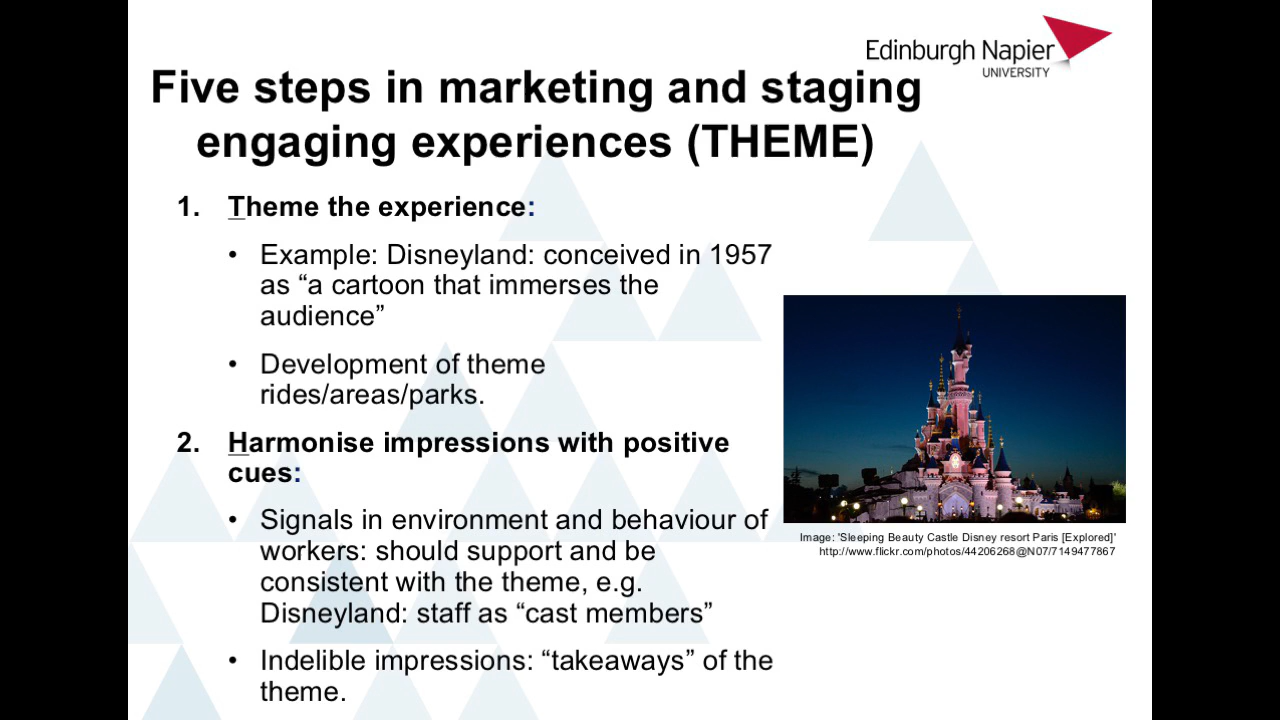 Edinburgh Napier
UNIVERSITY
Five steps in marketing and staging
engaging experiences (THEME)
1. Theme the experience:
• Example: Disneyland: conceived in 1957
as “a cartoon that immerses the
audience”
• Development of theme
rides/areas/parks.
2. Harmonise impressions with positive
cues:
• Signals in environment and behaviour of
workers: should support and be
consistent with the theme, e.g.
Disneyland: staff as “cast members”
• Indelible impressions: “takeaways” of the
theme.
Image: 'Sleeping Beauty Castle Disney resort Paris [Explored]'
http://www.flickr.com/photos/44206268@N07/7149477867